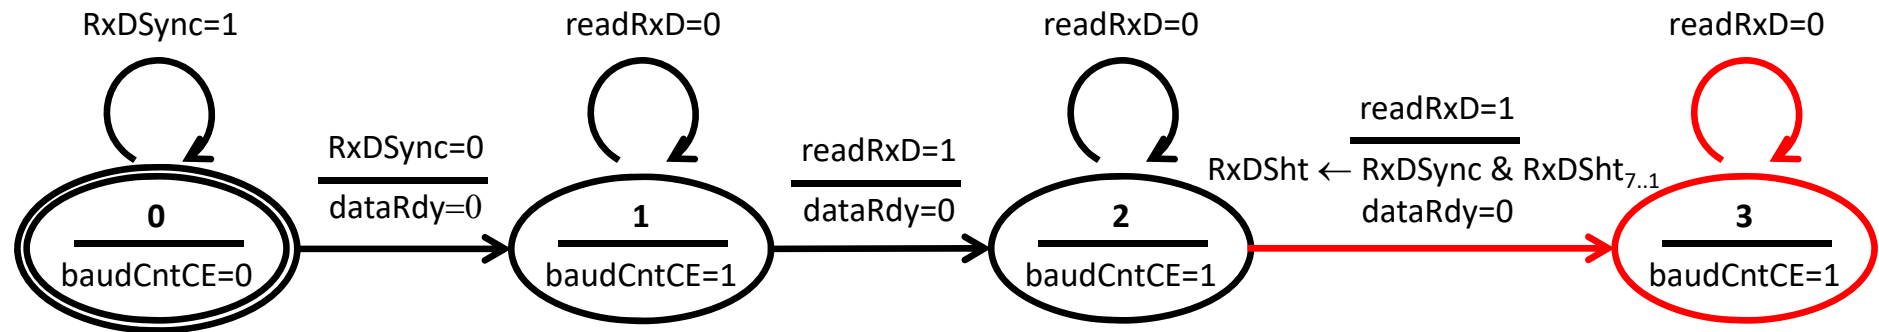 RxDSync=1
readRxD=0
readRxD=0
readRxD=0
RxDSync=0
dataRdy=0
readRxD=1
dataRdy=0
readRxD=1
RxDSht ← RxDSync & RxDSht7..1
dataRdy=0
0
baudCntCE=0
1
baudCntCE=1
2
baudCntCE=1
3
baudCntCE=1